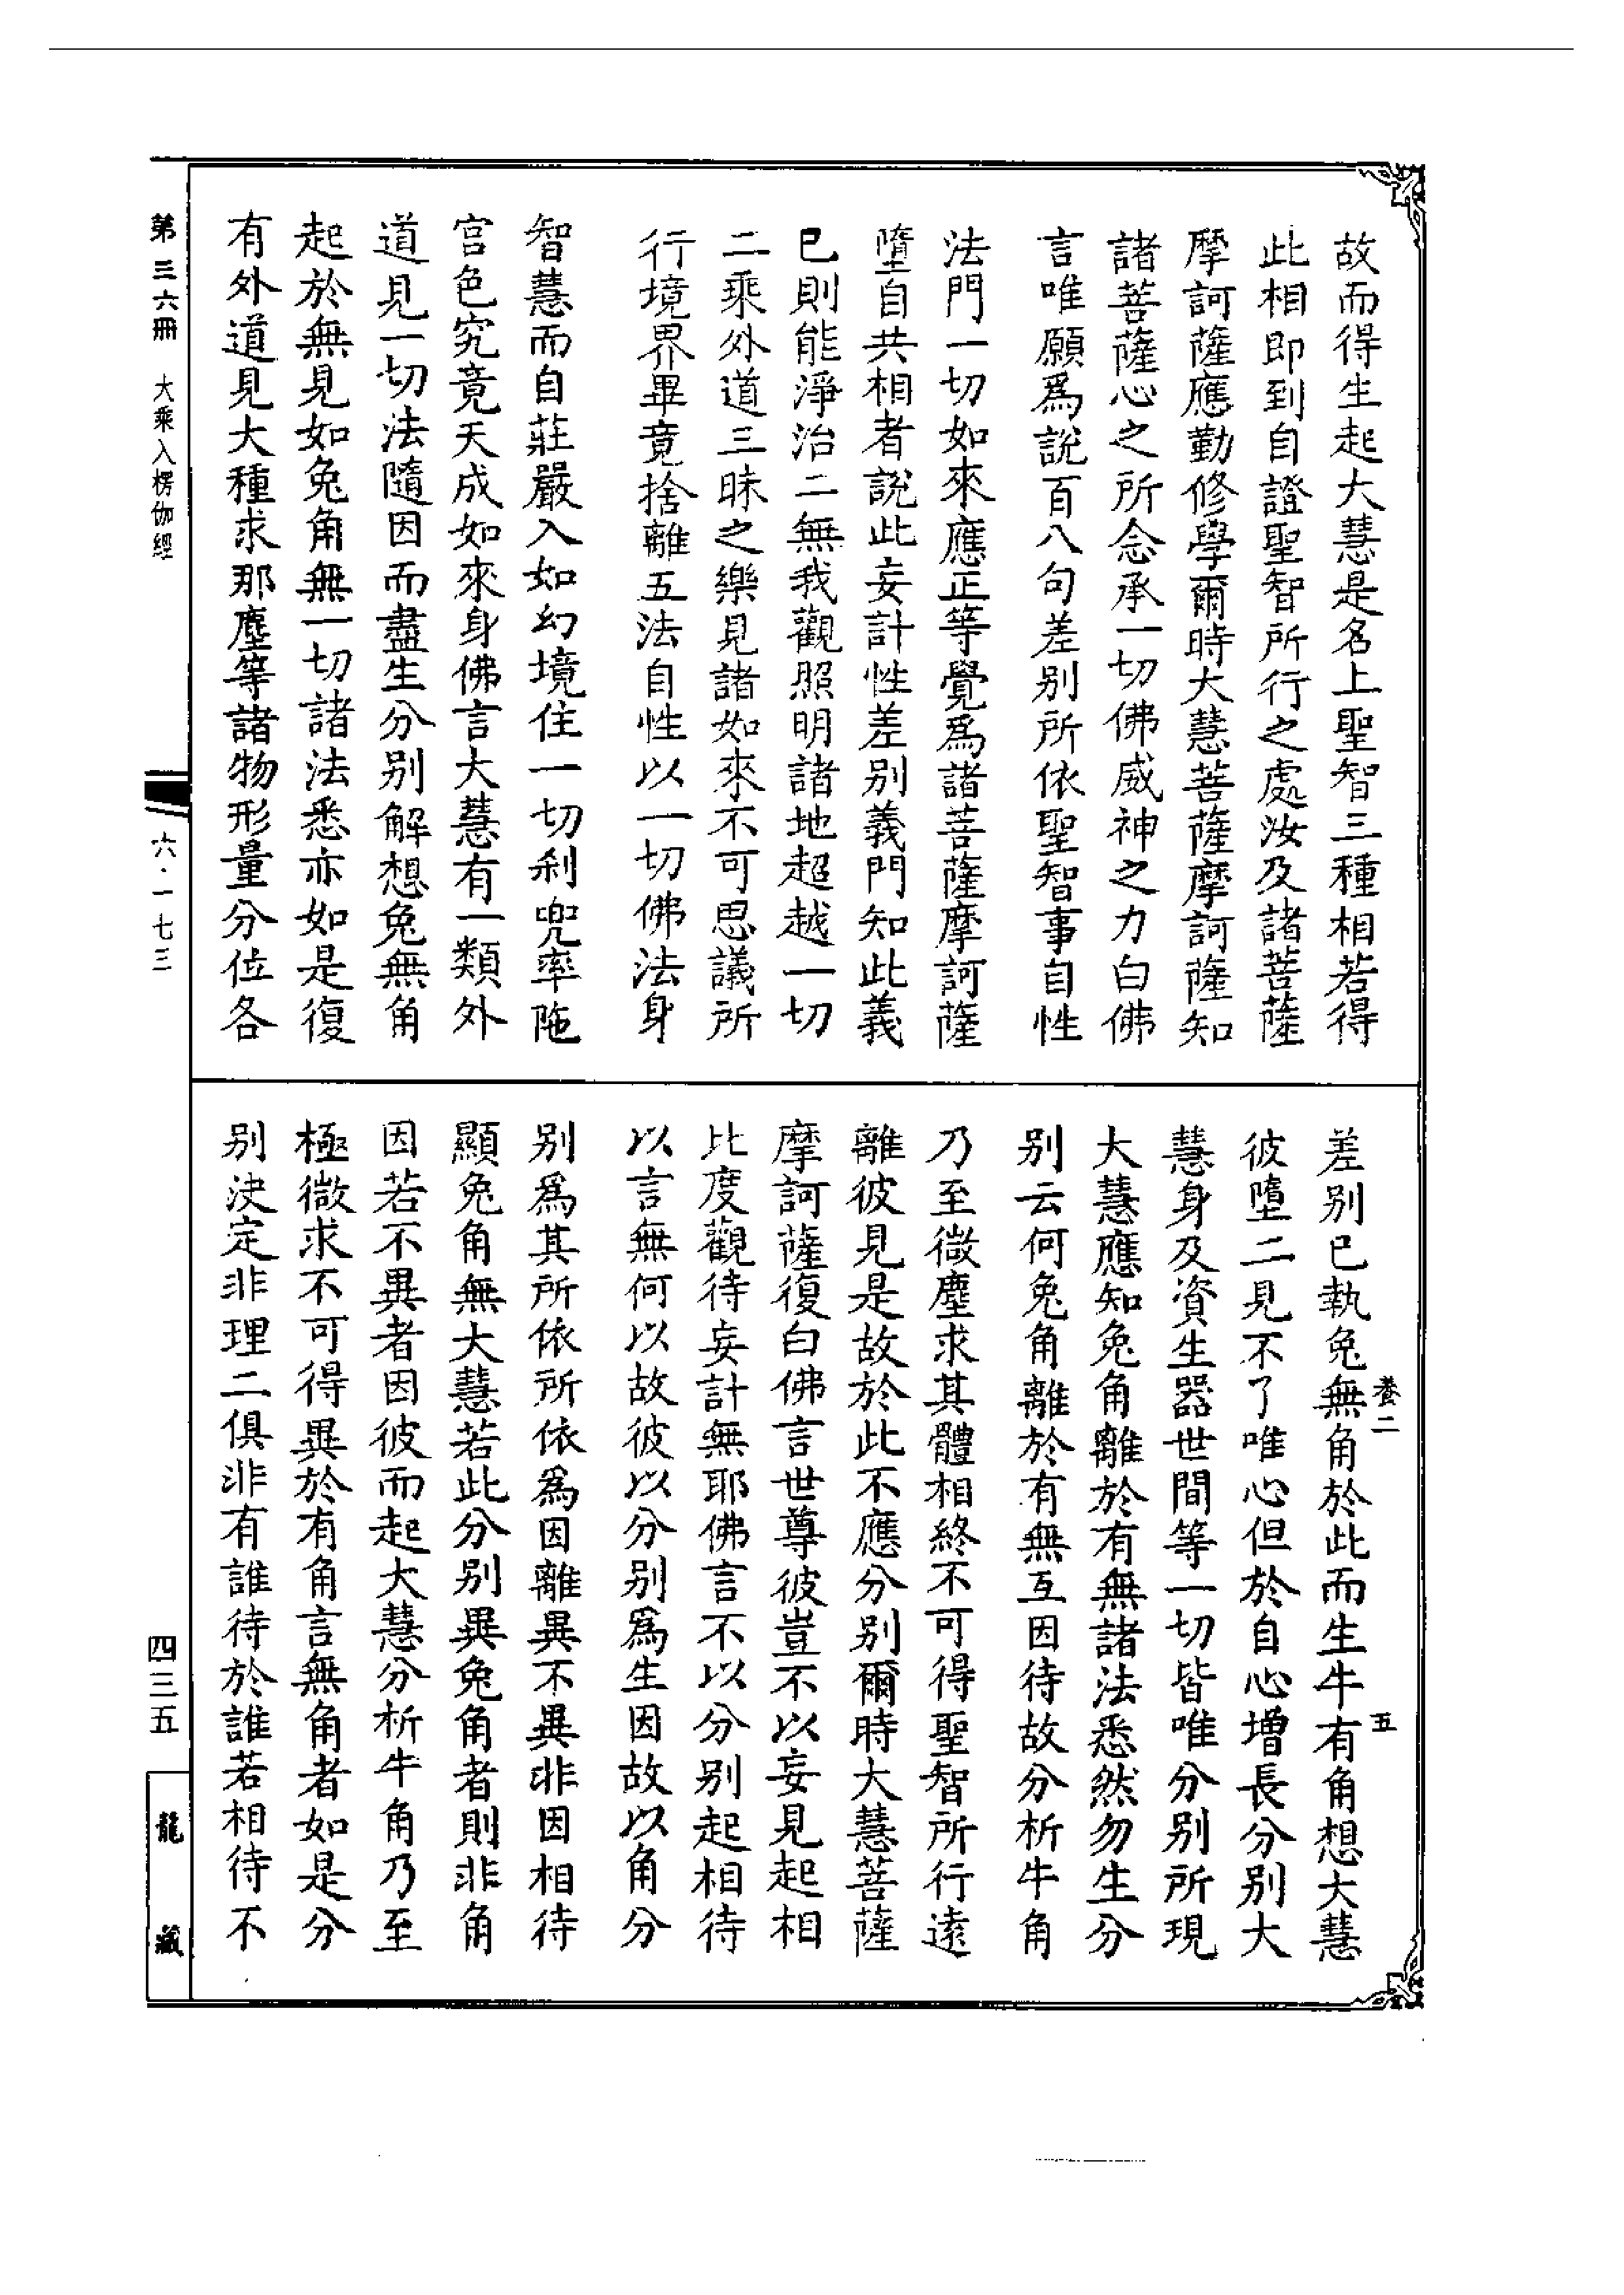 故而得生起大慧是名上聖智三種相若得
此相即到自證聖智所行之處汝及諸菩薩
摩訶薩應勤修學爾時大慧菩薩摩訶薩知
諸菩薩心之所念承一切佛威神之力白佛
言唯願爲說百八句差别所依聖智事自性
法門一切如來應正等覺爲諸菩薩摩訶薩
墮自共相者說此妄計性差别義門知此義
已則能淨治二無我觀照明諸地超越一切
二乘外道三昧之樂見諸如來不可思議所
行境界畢竟捨離五法自性以一切佛法身
智慧而自莊嚴入如幻境住一切刹兜率陁
宫色究竟天成如來身佛言大慧有一類外
道見一切法隨因而盡生分别解想兔無角
起於無見如兔角無一切諸法悉亦如是復
有外道見大種求那塵等諸物形量分位各
差别已執兔無角於此而生牛有角想大慧
彼墮二見不了唯心但於自心增長分别大
慧身及資生器世間等一切皆唯分别所現
大慧應知兔角離於有無諸法悉然勿生分
别云何兔角離於有無互因待故分析牛角
乃至微塵求其體相終不可得聖智所行遠
離彼見是故於此不應分别爾時大慧菩薩
摩訶薩復白佛言世尊彼豈不以妄見起相
比度觀待妄計無耶佛言不以分别起相待
以言無何以故彼以分别爲生因故以角分
别爲其所依所依爲因離異不異非因相待
顯兔角無大慧若此分别異兔角者則非角
因若不異者因彼而起大慧分析牛角乃至
極微求不可得異於有角言無角者如是分
别決定非理二俱非有誰待於誰若相待不
養二
五
第三六冊 大乘入楞伽經
六·一七三
四三五
龍藏